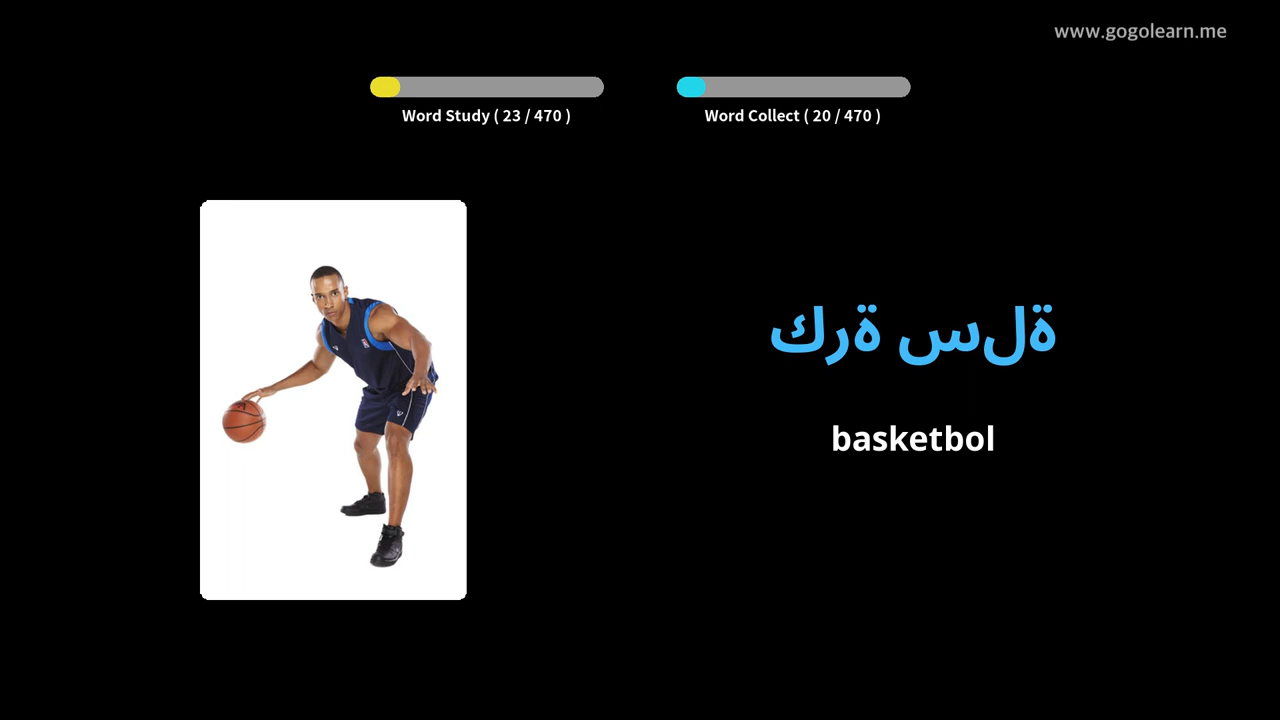 www.gogolearn.me
Word Study ( 23 / 470 )
Word Collect ( 20 / 470 )
كرة سلة
basketbol